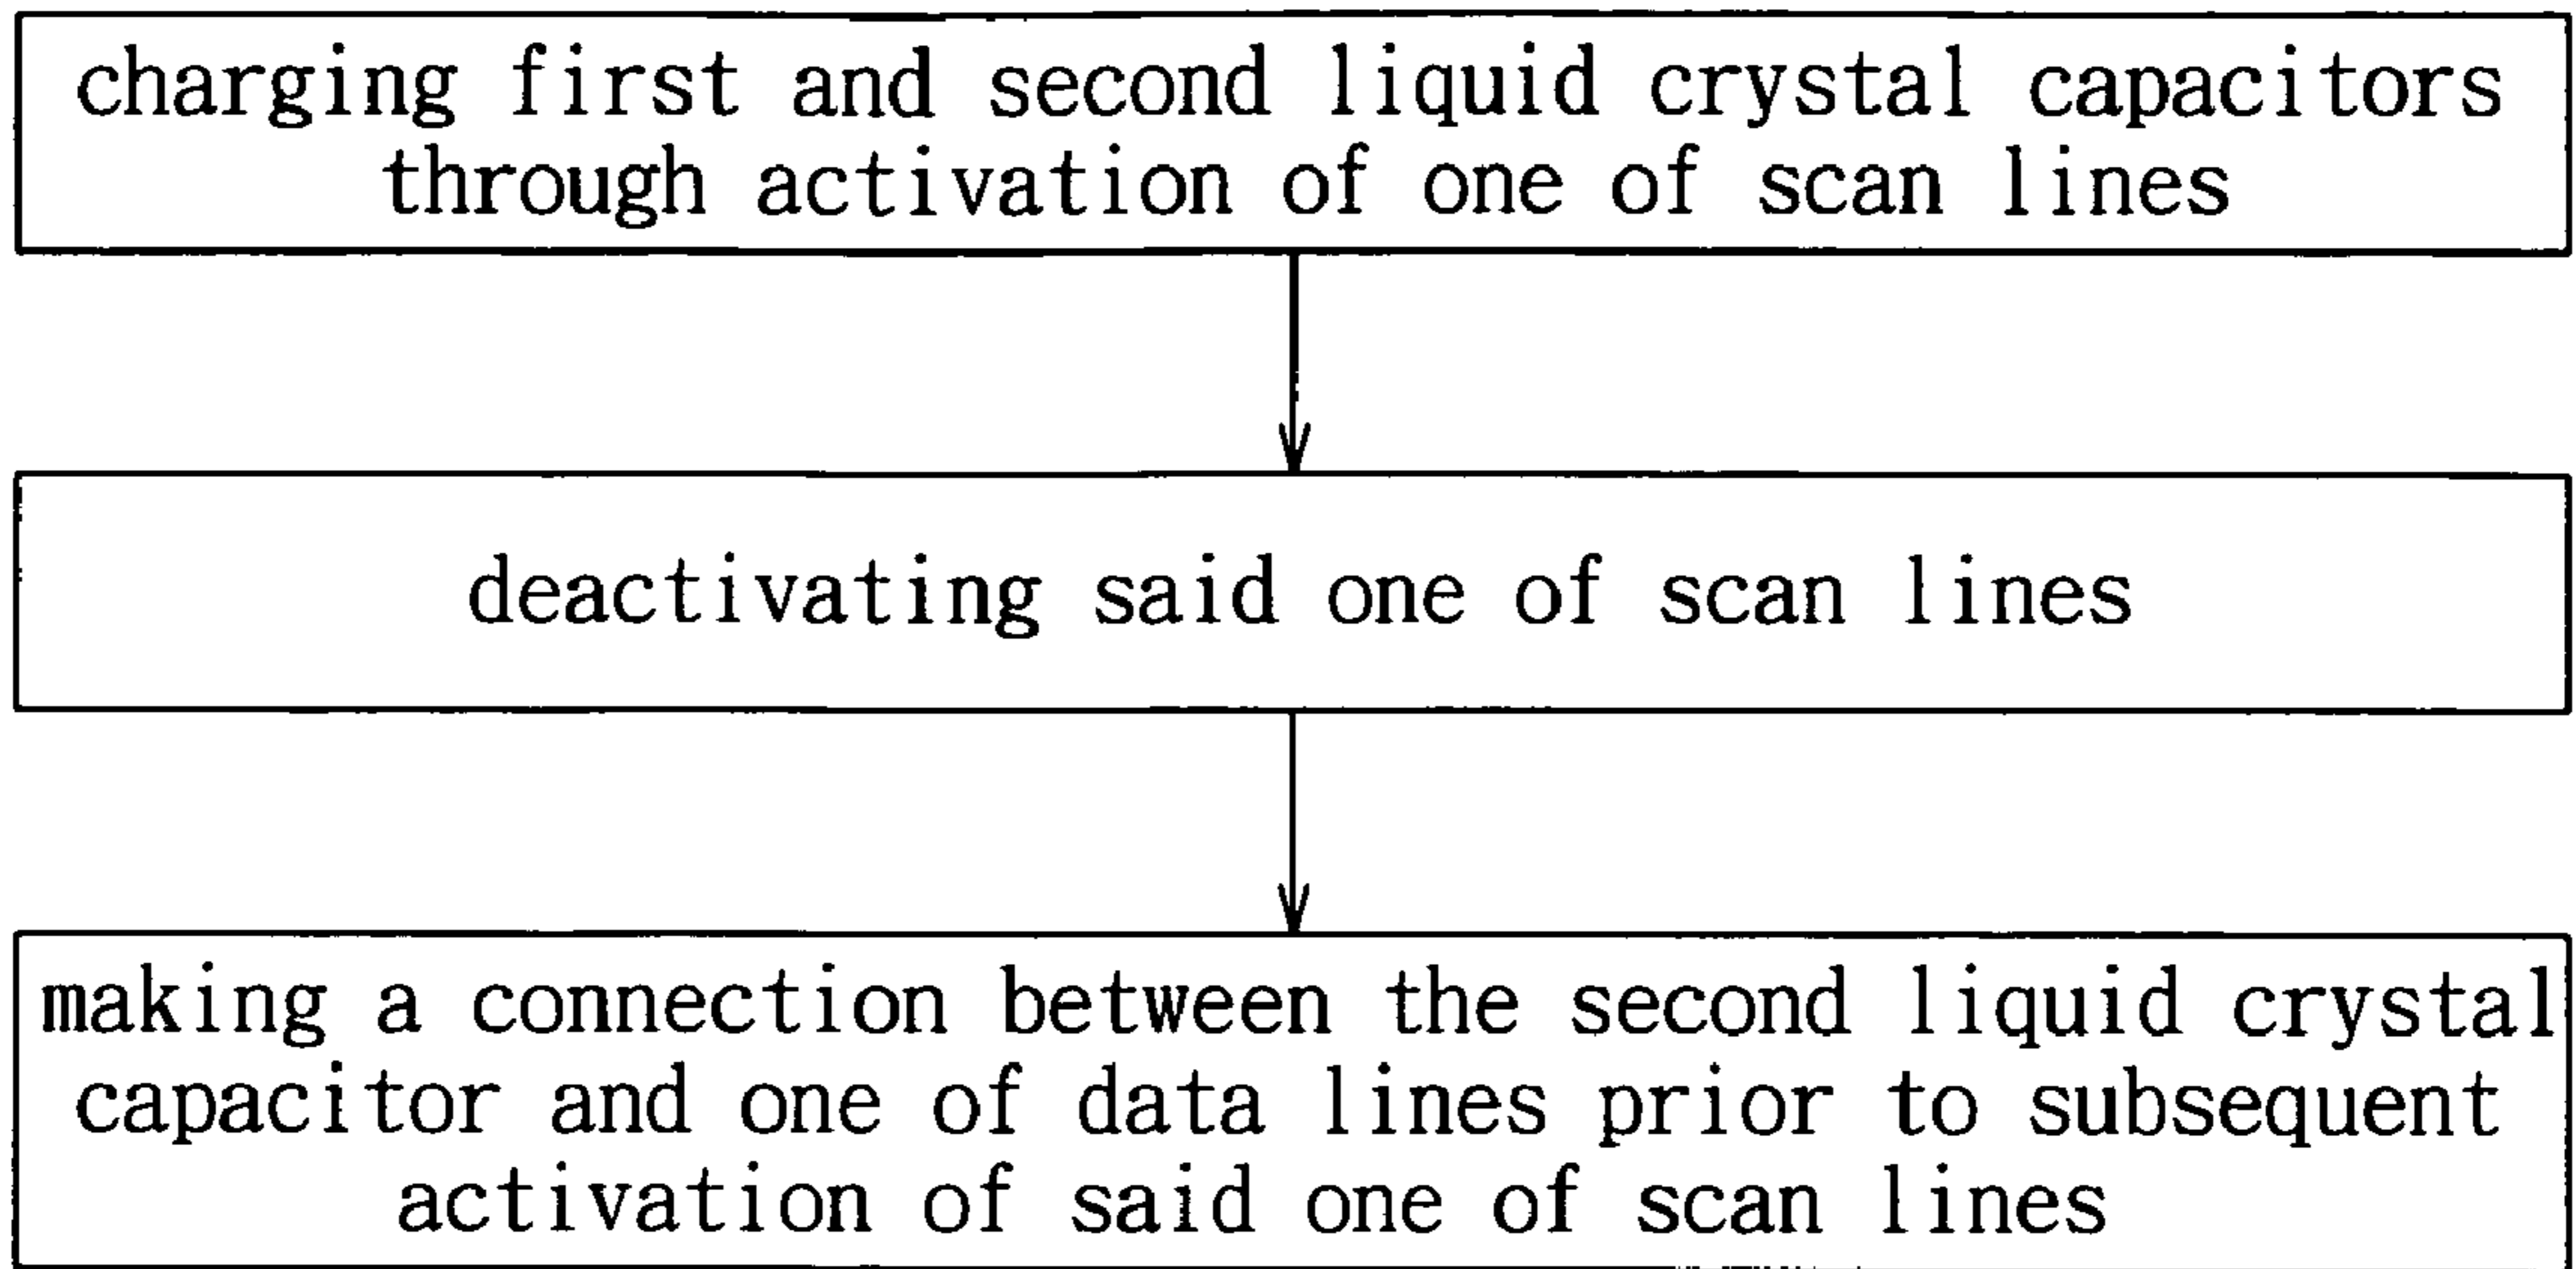 charging first and second liquid crystal capacitors
through activation of one of scan lines
deactivating said one of scan lines
making a connection between the second liquid crystal
capacitor and one of data lines prior to subsequent
activation of said one of scan lines